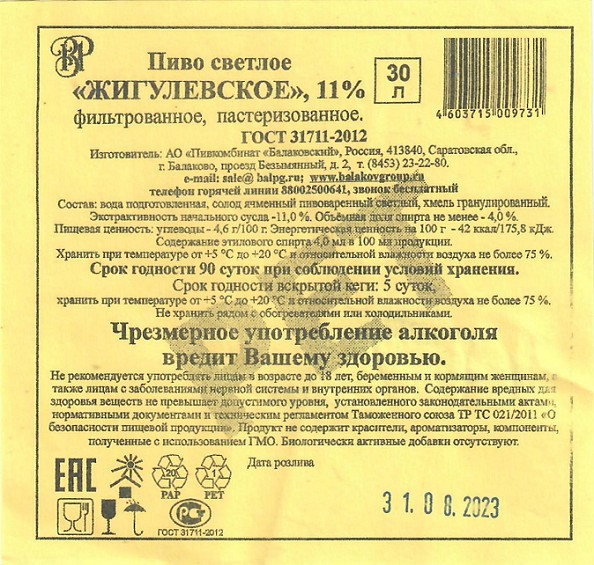 Пиво светлое
«ЖИГУЛЕВСКОЕ», 11%
30
Л
фильтрованное, пастеризованное.
ГОСТ 31711-2012
4603715009731
Изготовитель: АО «Пивкомбинат «Балаковский», Россия, 413840, Саратовская обл.,
г. Балаково, проезд Безымянный, д. 2, т. (8453) 23-22-80.
e-mail: sale@ balpg.ru; www.balakovgroup.ru
телефон горячей линии 88002500641, звонок бесплатный
Состав: вода подготовленная, солод ячменный пивоваренный светлый, хмель гранулированный.
Экстрактивность начального сусла -11,0 %. Объёмная доля спирта не менее - 4,0 %.
Пищевая ценность: углеводы - 4,6 г/100 г. Энергетическая ценность на 100 г - 42 ккал/175,8 кДж.
Содержание этилового спирта 4,0 мл в 100 мл продукции.
Хранить при температуре от +5 °С до +20 °С и относительной влажности воздуха не более 75 %.
Срок годности 90 суток при соблюдении условий хранения.
Срок годности вскрытой кеги: 5 суток,
хранить при температуре от +5 °С до +20 °С и относительной влажности воздуха не более 75 %.
Не хранить рядом с обогревателями или холодильниками.
Чрезмерное употребление алкоголя
вредит Вашему здоровью.
Не рекомендуется употреблять лицам в возрасте до 18 лет, беременным и кормящим женщинам, а
также лицам с заболеваниями нервной системы и внутренних органов. Содержание вредных для
здоровья веществ не превышает допустимого уровня, установленного законодательными актами,
нормативными документами и техническим регламентом Таможенного союза ТР ТС 021/2011 «О
безопасности пищевой продукции». Продукт не содержит красители, ароматизаторы, компоненты,
полученные с использованием ГМО. Биологически активные добавки отсутствуют.
Дата розлива
EAC
20
PAP
1
PET
РСТ
ГОСТ 31711-2012
31.08.2023